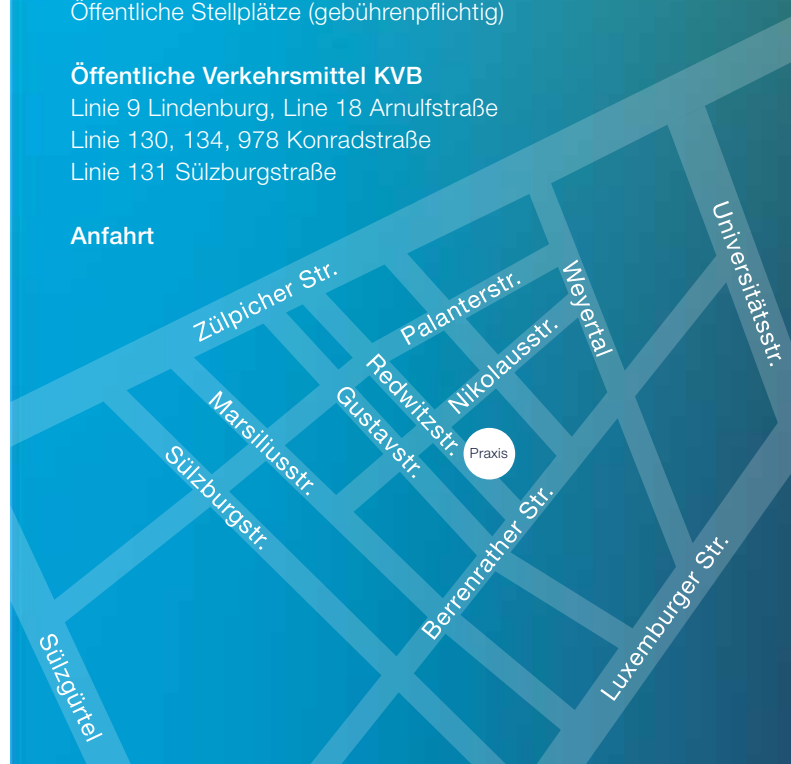 Öffentliche Stellplätze (gebührenpflichtig)
Öffentliche Verkehrsmittel KVB
Linie 9 Lindenburg, Line 18 Arnulfstraße
Linie 130, 134, 978 Konradstraße
Linie 131 Sülzburgstraße
Anfahrt
Zülpicher Str.
Universitätsstr.
Palanterstr.
Weyertal
Nikolausstr.
Redwitzstr.
Gustavstr.
Marsiliusstr.
Sülzburgstr.
Praxis
Berrenrather Str.
Luxemburger Str.
Sülzgürtel